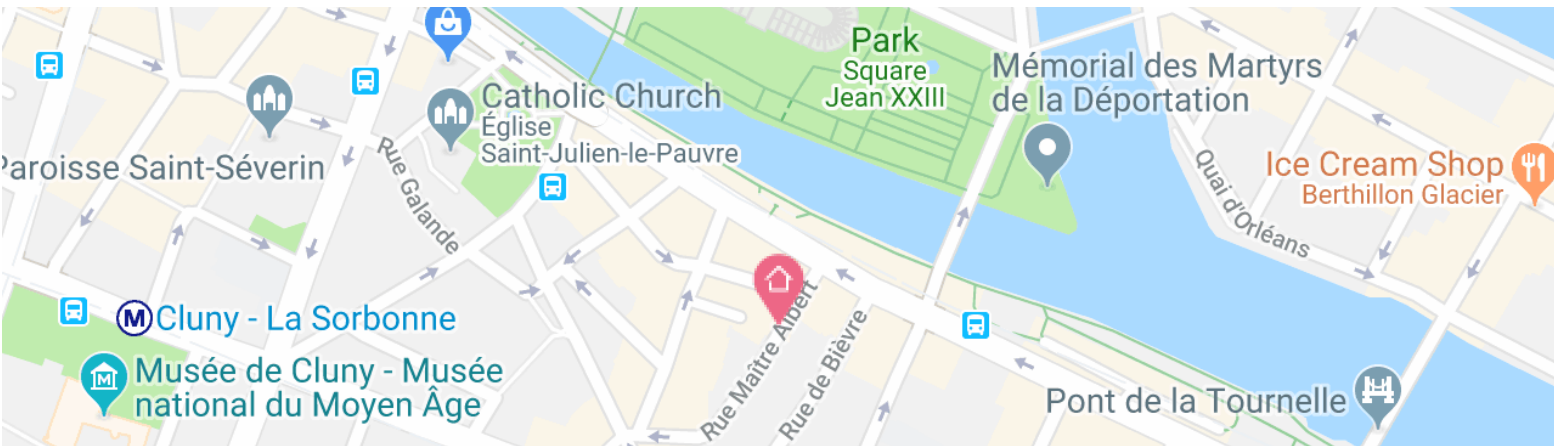 Park
Square
Jean XXIII
Mémorial des Martyrs
de la Déportation
Catholic Church
Église
Saint-Julien-le-Pauvre
Paroisse Saint-Séverin
Rue Galande
Quai d'Orléans
Ice Cream Shop
Berthillon Glacier
M
Cluny - La Sorbonne
M
Musée de Cluny - Musée
national du Moyen Âge
Rue Maître Albert
Rue de Bièvre
Pont de la Tournelle